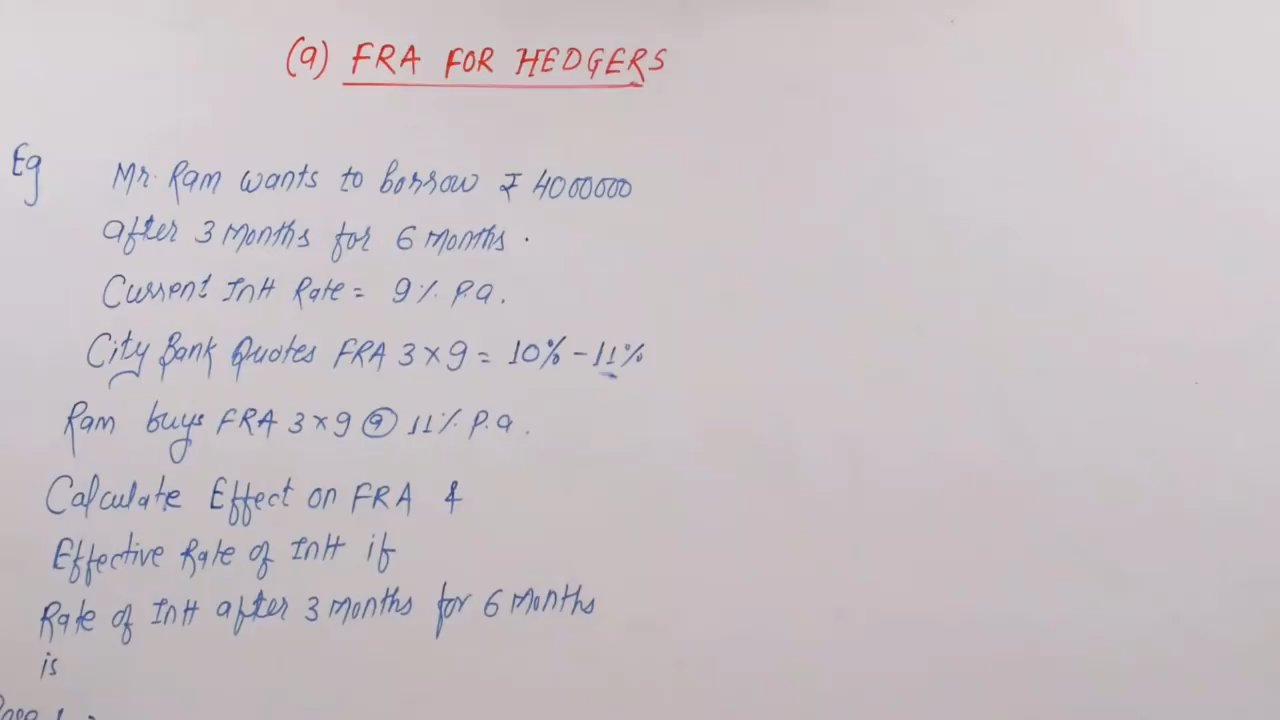 (a) FRA FOR HEDGERS
Eg
Mr. Ram wants to borrow ₹ 4000000
after 3 months for 6 months.
Current Intt Rate = 9% P.a.
City Bank Quotes FRA 3×9 = 10% - 11%
Ram buys FRA 3×9 @ 11% P.a.
Calculate Effect on FRA &
Effective Rate of Intt if
Rate of Intt after 3 months for 6 months
is